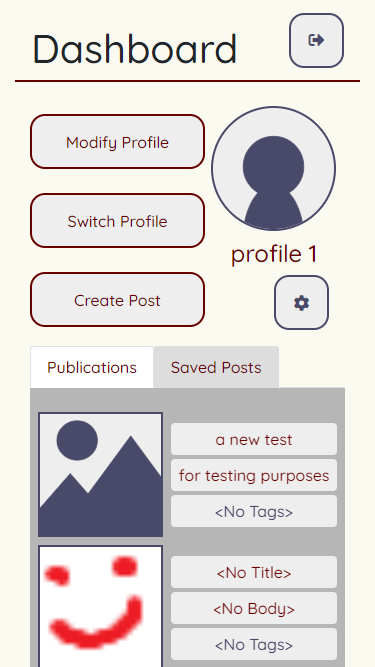 Dashboard
Modify Profile
Switch Profile
profile 1
Create Post
Publications
Saved Posts
a new test
for testing purposes
<No Tags>
<No Title>
<No Body>
<No Tags>